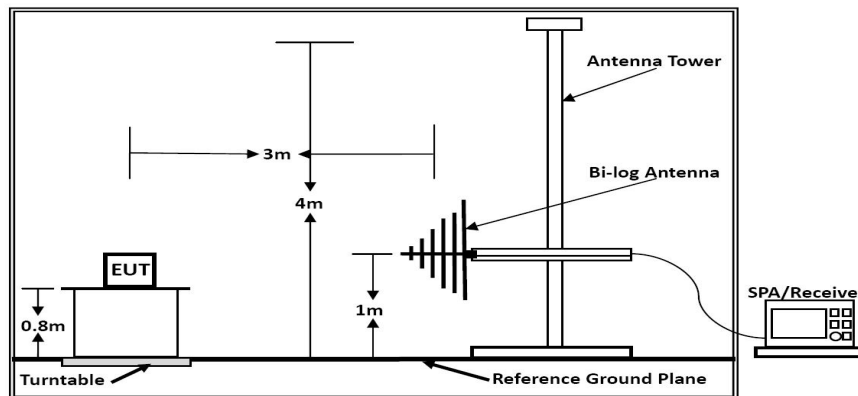 Antenna Tower
3m
Bi-log Antenna
4m
EUT
1m
0.8m
SPA/Receive
Turntable
Reference Ground Plane